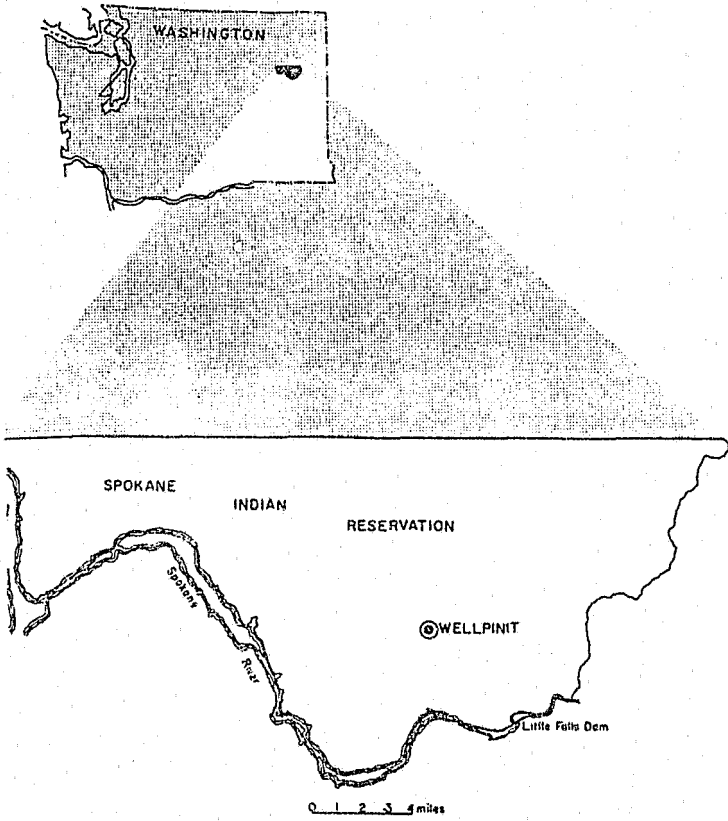 WASHINGTON
SPOKANE INDIAN RESERVATION
Spokane River
WELLPINIT
Little Falls Dam
0 1 2 3 4 miles